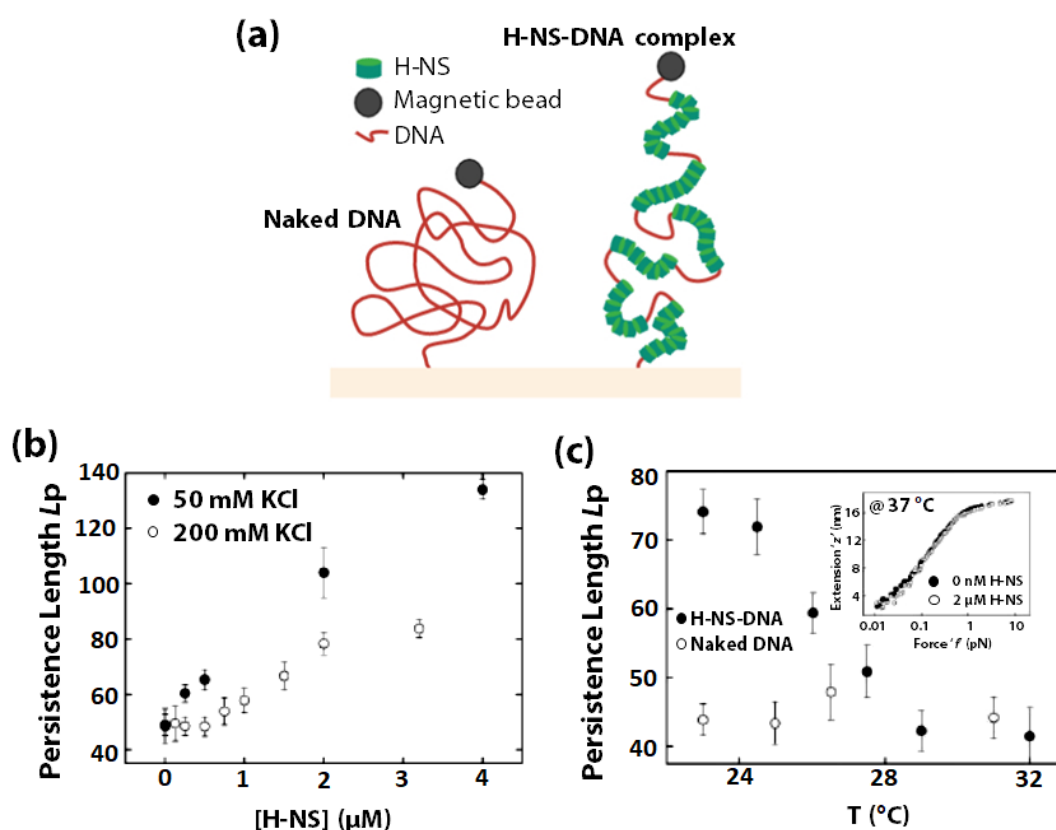 (a)
H-NS-DNA complex
H-NS
Magnetic bead
DNA
Naked DNA
(b)
140
120
100
80
60
40
Persistence Length Lp
50 mM KCl
200 mM KCl
0
1
2
3
4
[H-NS] (μM)
(c)
80
70
60
50
40
Persistence Length Lp
H-NS-DNA
Naked DNA
24
28
32
T (°C)
@ 37 °C
16
12
8
4
Extension 'z' (nm)
0 nM H-NS
2 μM H-NS
0.01
0.1
1
10
Force 'f' (pN)